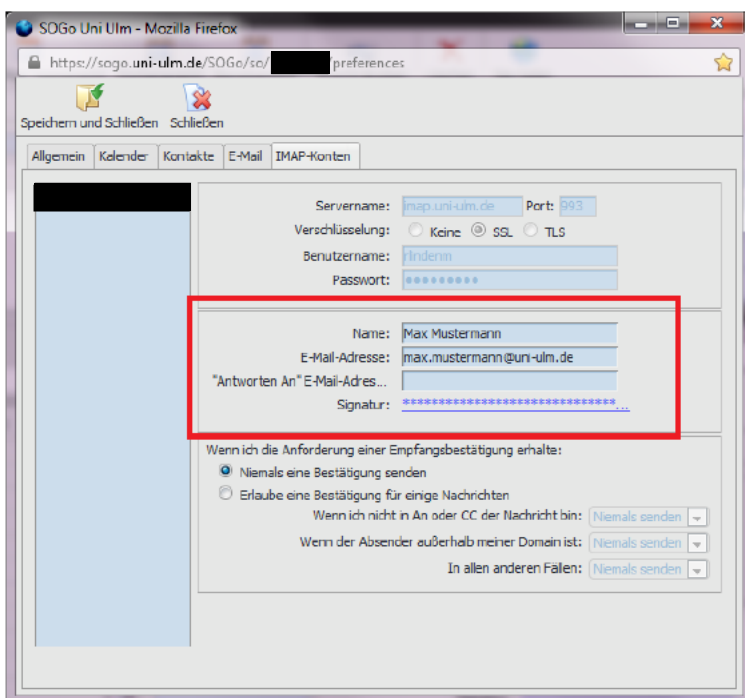 SOGo Uni Ulm - Mozilla Firefox
https://sogo.uni-ulm.de/SOGo/so/ /preferences
Speichern und Schließen Schließen
Allgemein Kalender Kontakte E-Mail IMAP-Konten
Servername: imap.uni-ulm.de Port: 993
Verschlüsselung: Keine SSL TLS
Benutzername: rlindenm
Passwort:
Name: Max Mustermann
E-Mail-Adresse: max.mustermann@uni-ulm.de
"Antworten An" E-Mail-Adres...
Signatur: ******************************...
Wenn ich die Anforderung einer Empfangsbestätigung erhalte:
Niemals eine Bestätigung senden
Erlaube eine Bestätigung für einige Nachrichten
Wenn ich nicht in An oder CC der Nachricht bin: Niemals senden
Wenn der Absender außerhalb meiner Domain ist: Niemals senden
In allen anderen Fällen: Niemals senden